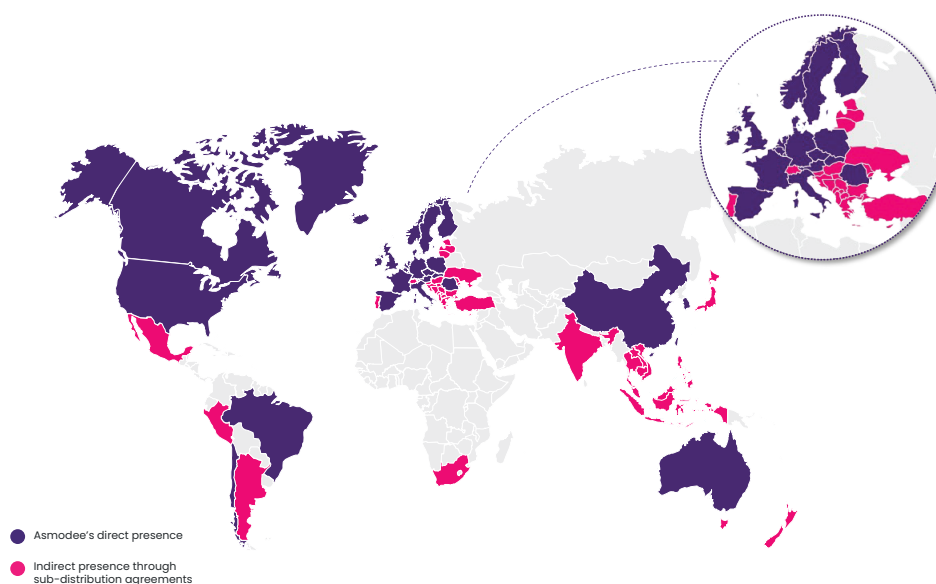 Asmodee's direct presence
Indirect presence through
sub-distribution agreements